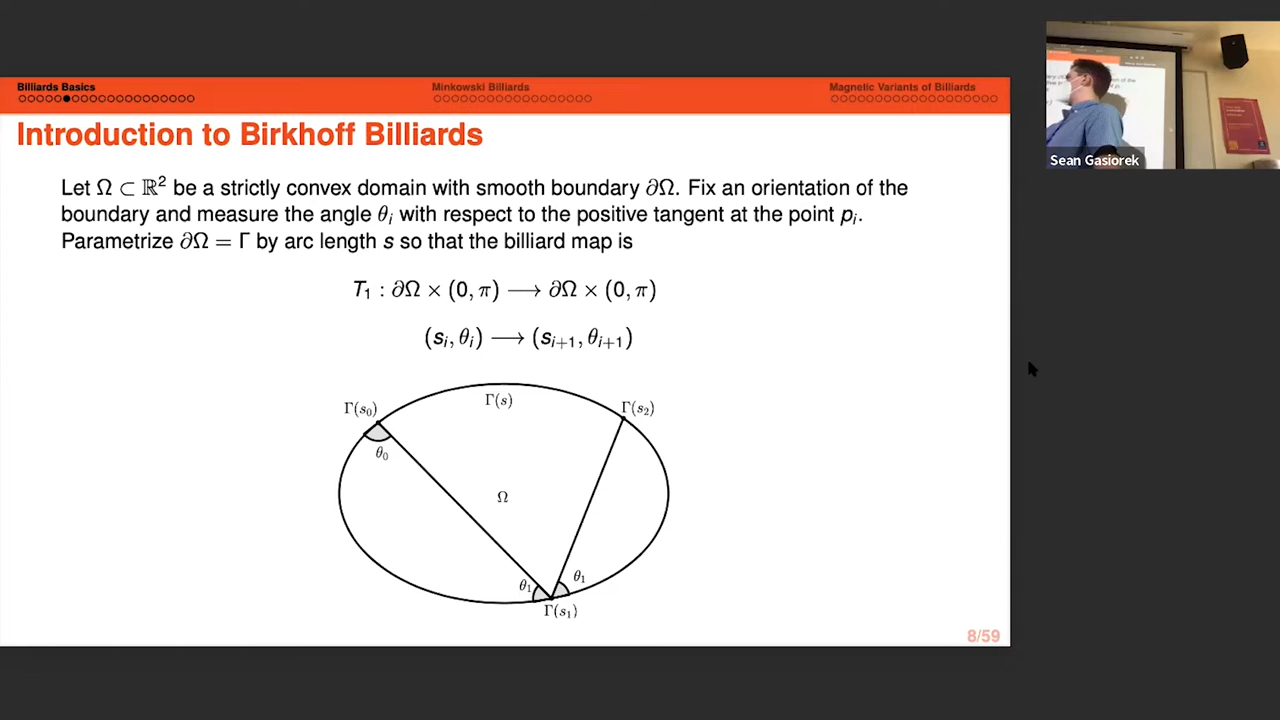 Billiards Basics
Minkowski Billiards
Magnetic Variants of Billiards
Introduction to Birkhoff Billiards
Let Ω ⊂ ℝ² be a strictly convex domain with smooth boundary ∂Ω. Fix an orientation of the
boundary and measure the angle θᵢ with respect to the positive tangent at the point pᵢ.
Parametrize ∂Ω = Γ by arc length s so that the billiard map is
T₁ : ∂Ω × (0, π) ⟶ ∂Ω × (0, π)
(sᵢ, θᵢ) ⟶ (sᵢ₊₁, θᵢ₊₁)
Γ(s₀)
Γ(s)
Γ(s₂)
θ₀
Ω
θ₁
θ₁
Γ(s₁)
8/59
Sean Gasiorek